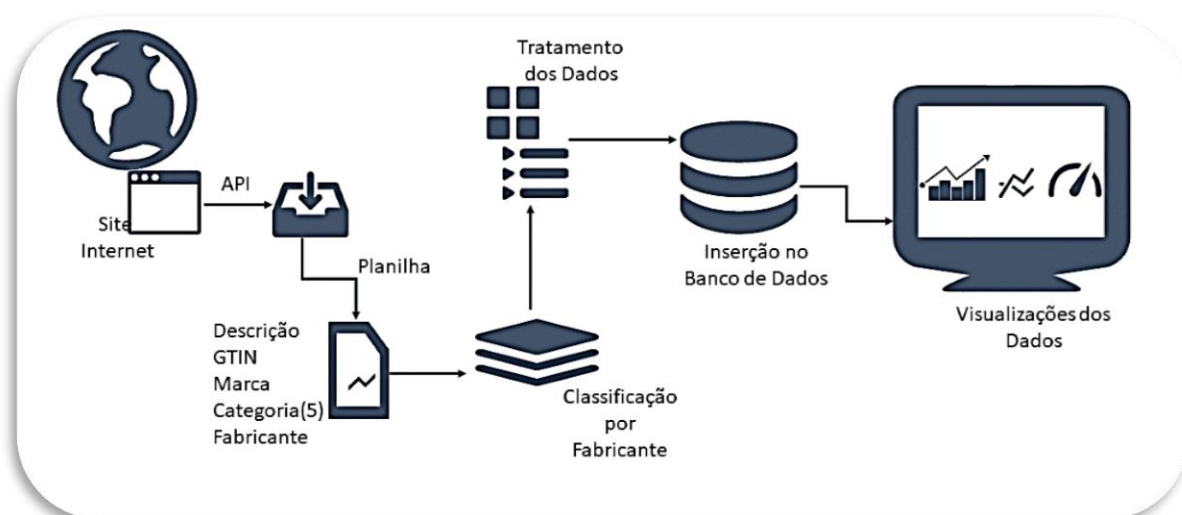 Site
Internet
API
Planilha
Descrição
GTIN
Marca
Categoria(5)
Fabricante
Classificação
por
Fabricante
Tratamento
dos Dados
Inserção no
Banco de Dados
Visualizações dos
Dados